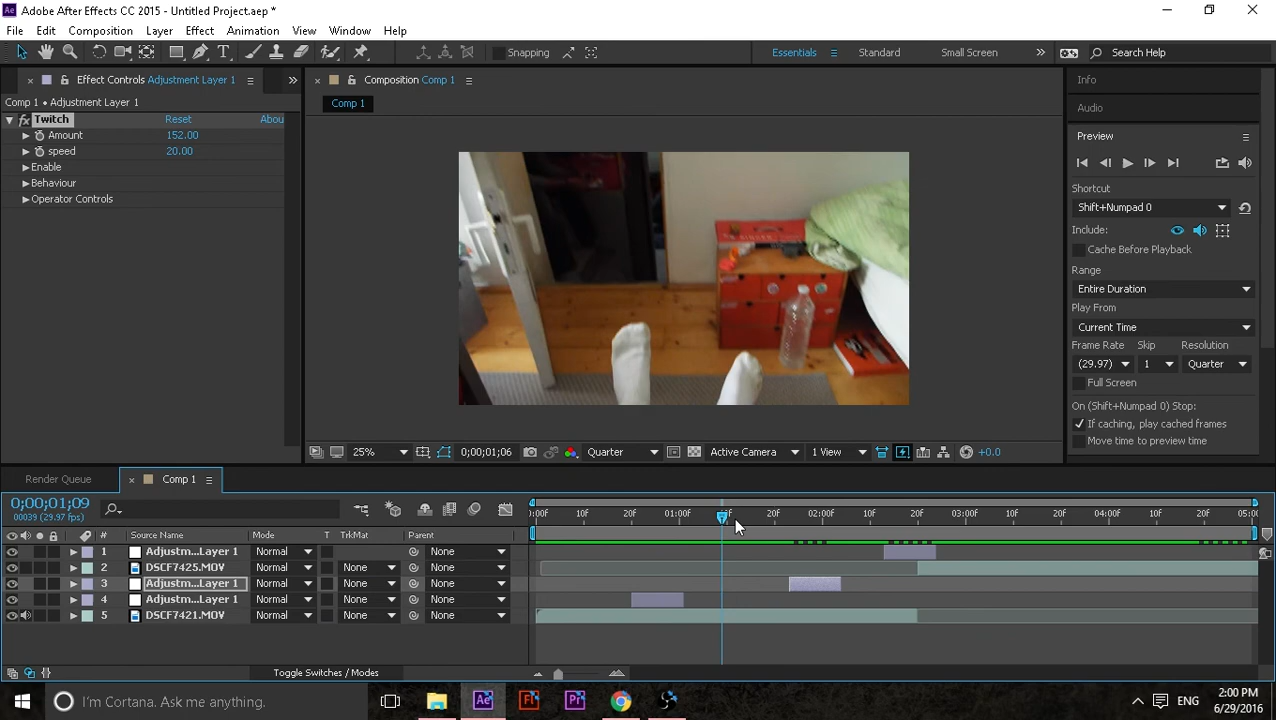 Adobe After Effects CC 2015 - Untitled Project.aep *
File Edit Composition Layer Effect Animation View Window Help
Snapping Essentials Standard Small Screen Search Help
Effect Controls Adjustment Layer 1
Comp 1 • Adjustment Layer 1
Twitch Reset Abou
Amount 152.00
speed 20.00
Enable
Behaviour
Operator Controls
Composition Comp 1
Comp 1
25% 0;00;01;06 Quarter Active Camera 1 View +0.0
Info
Audio
Preview
Shortcut
Shift+Numpad 0
Include:
Cache Before Playback
Range
Entire Duration
Play From
Current Time
Frame Rate Skip Resolution
(29.97) 1 Quarter
Full Screen
On (Shift+Numpad 0) Stop:
If caching, play cached frames
Move time to preview time
Render Queue Comp 1
0;00;01;09
00039 (29.97 fps)
:00F 10F 20F 01:00F 20F 02:00F 10F 20F 03:00F 10F 20F 04:00F 10F 20F 05:00
# Source Name Mode T TrkMat Parent
1 Adjustm...Layer 1 Normal None
2 DSCF7425.MOV Normal None None
3 Adjustm...Layer 1 Normal None None
4 Adjustm...Layer 1 Normal None None
5 DSCF7421.MOV Normal None None
Toggle Switches / Modes
I'm Cortana. Ask me anything.
Ae Fl Pr
ENG
2:00 PM
6/29/2016